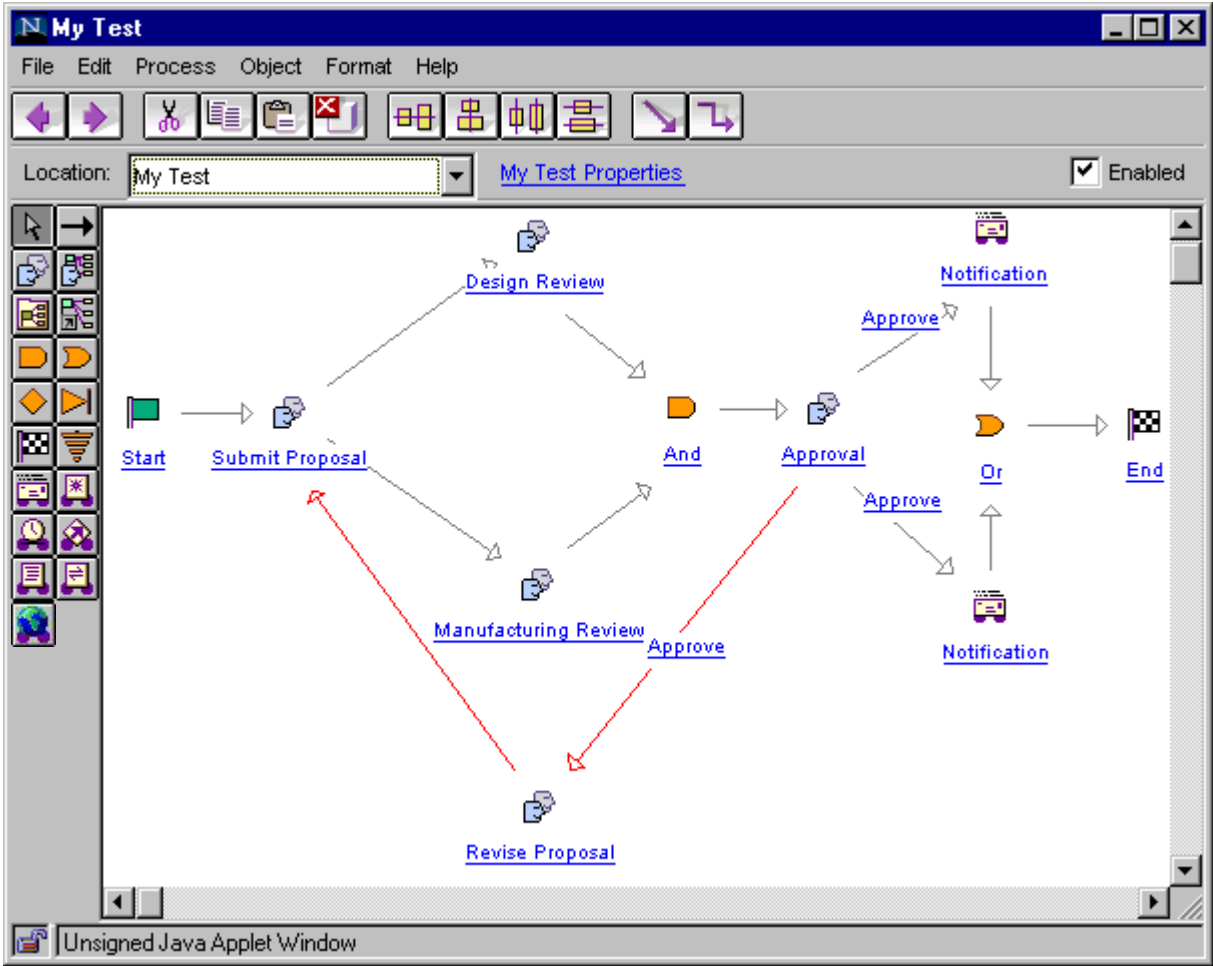 N My Test
File Edit Process Object Format Help
Location: My Test My Test Properties Enabled
Design Review
Notification
Approve
Start
Submit Proposal
And
Approval
Or
End
Approve
Manufacturing Review
Approve
Notification
Revise Proposal
Unsigned Java Applet Window